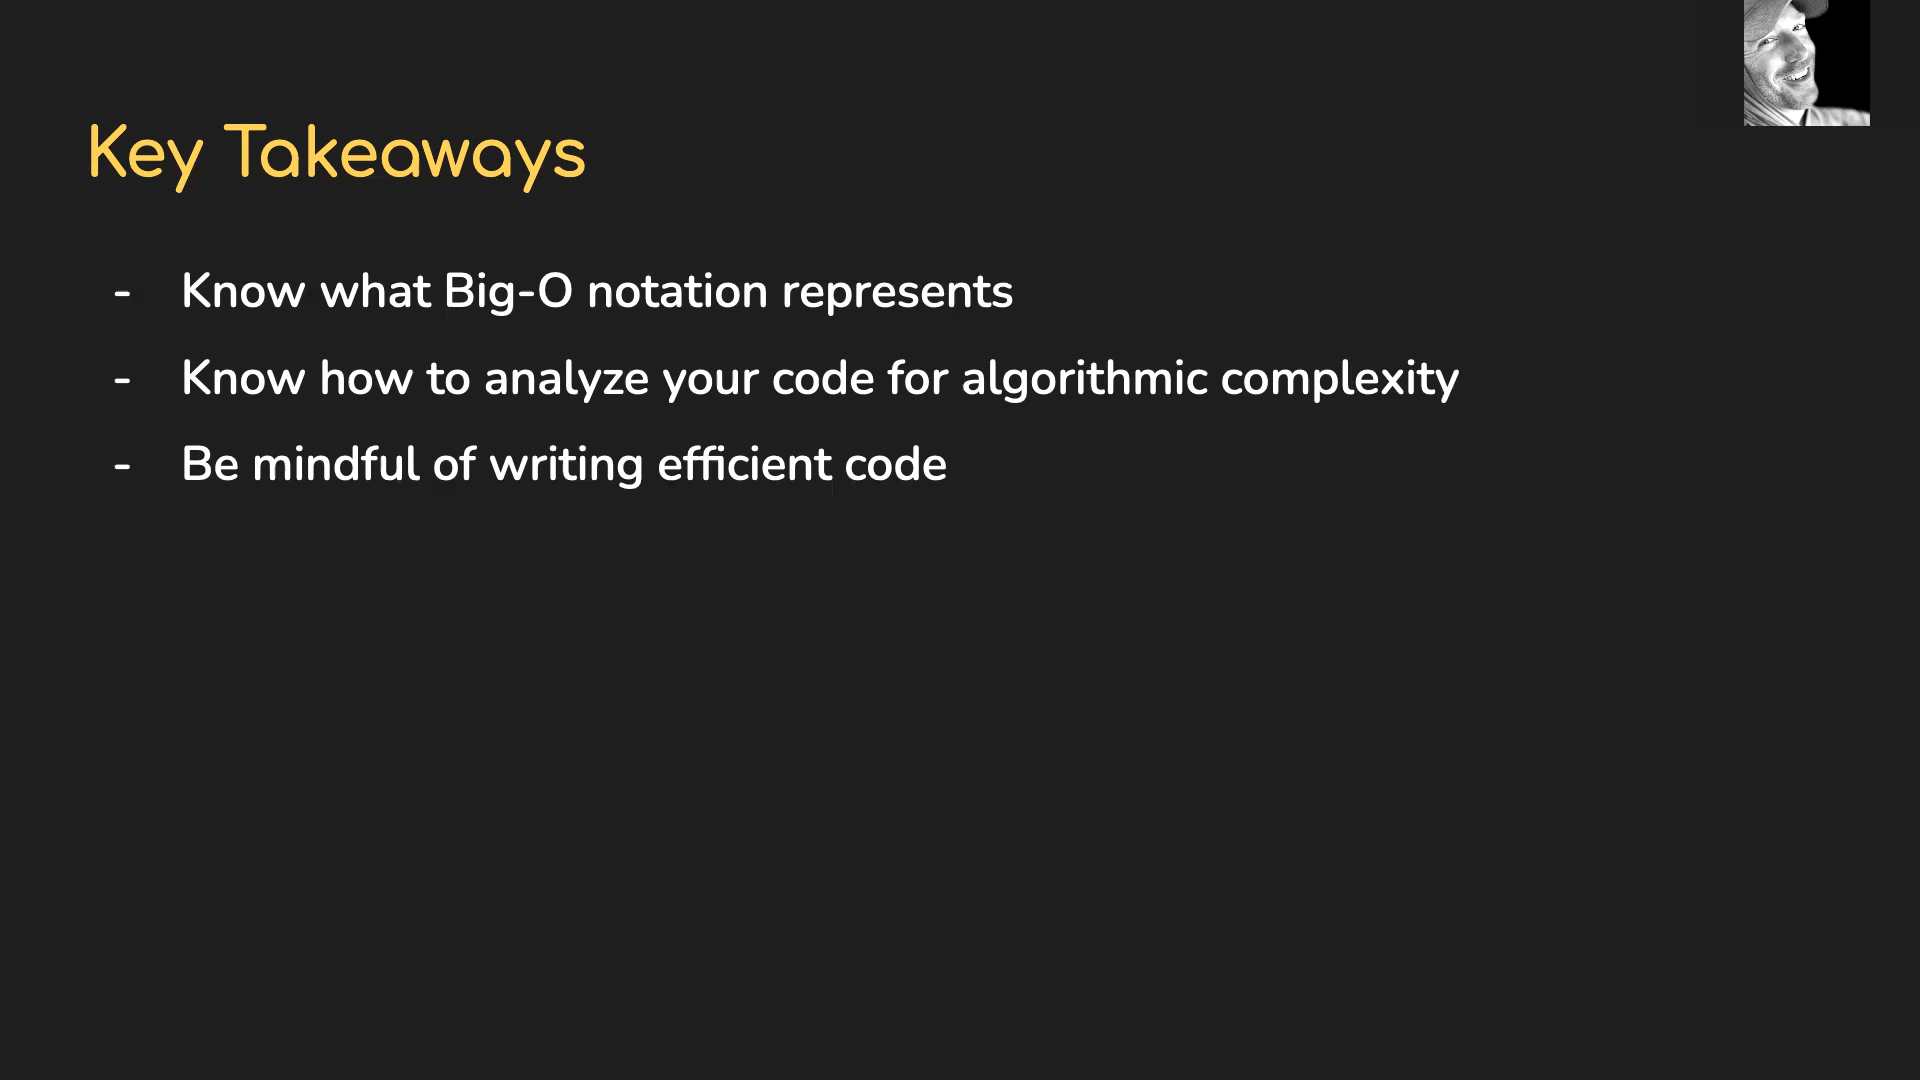 Key Takeaways
- Know what Big-O notation represents
- Know how to analyze your code for algorithmic complexity
- Be mindful of writing efficient code